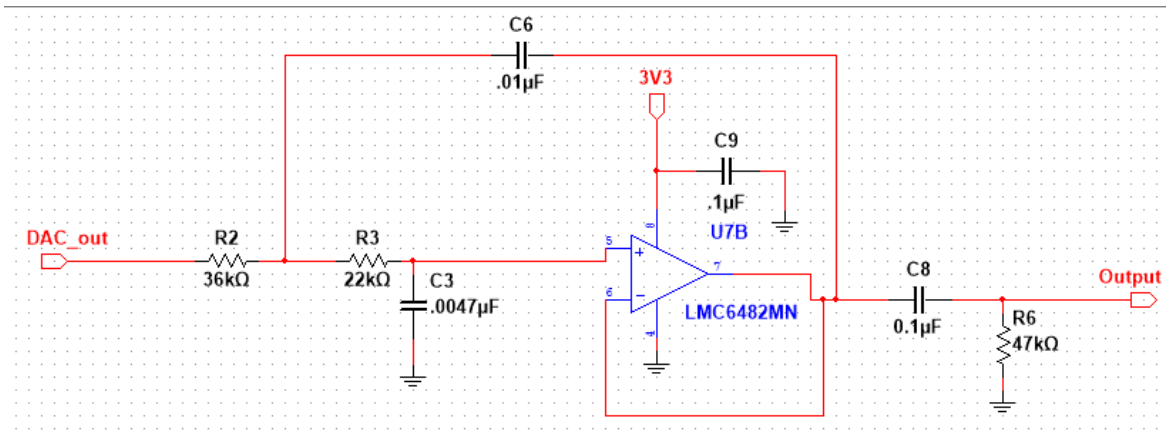 C6
.01µF
3V3
C9
.1µF
8
U7B
DAC_out
R2
36kΩ
R3
22kΩ
C3
.0047µF
5
+
6
−
7
4
LMC6482MN
C8
0.1µF
Output
R6
47kΩ